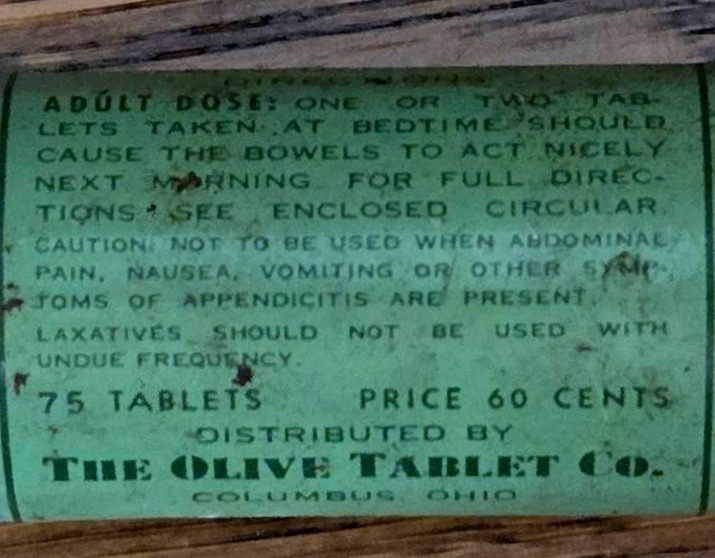 DIRECTIONS
ADULT DOSE: ONE OR TWO TAB-
LETS TAKEN AT BEDTIME SHOULD
CAUSE THE BOWELS TO ACT NICELY
NEXT MORNING FOR FULL DIREC-
TIONS SEE ENCLOSED CIRCULAR.
CAUTION: NOT TO BE USED WHEN ABDOMINAL
PAIN, NAUSEA, VOMITING OR OTHER SYMP-
TOMS OF APPENDICITIS ARE PRESENT.
LAXATIVES SHOULD NOT BE USED WITH
UNDUE FREQUENCY.
75 TABLETS PRICE 60 CENTS
DISTRIBUTED BY
THE OLIVE TABLET CO.
COLUMBUS, OHIO